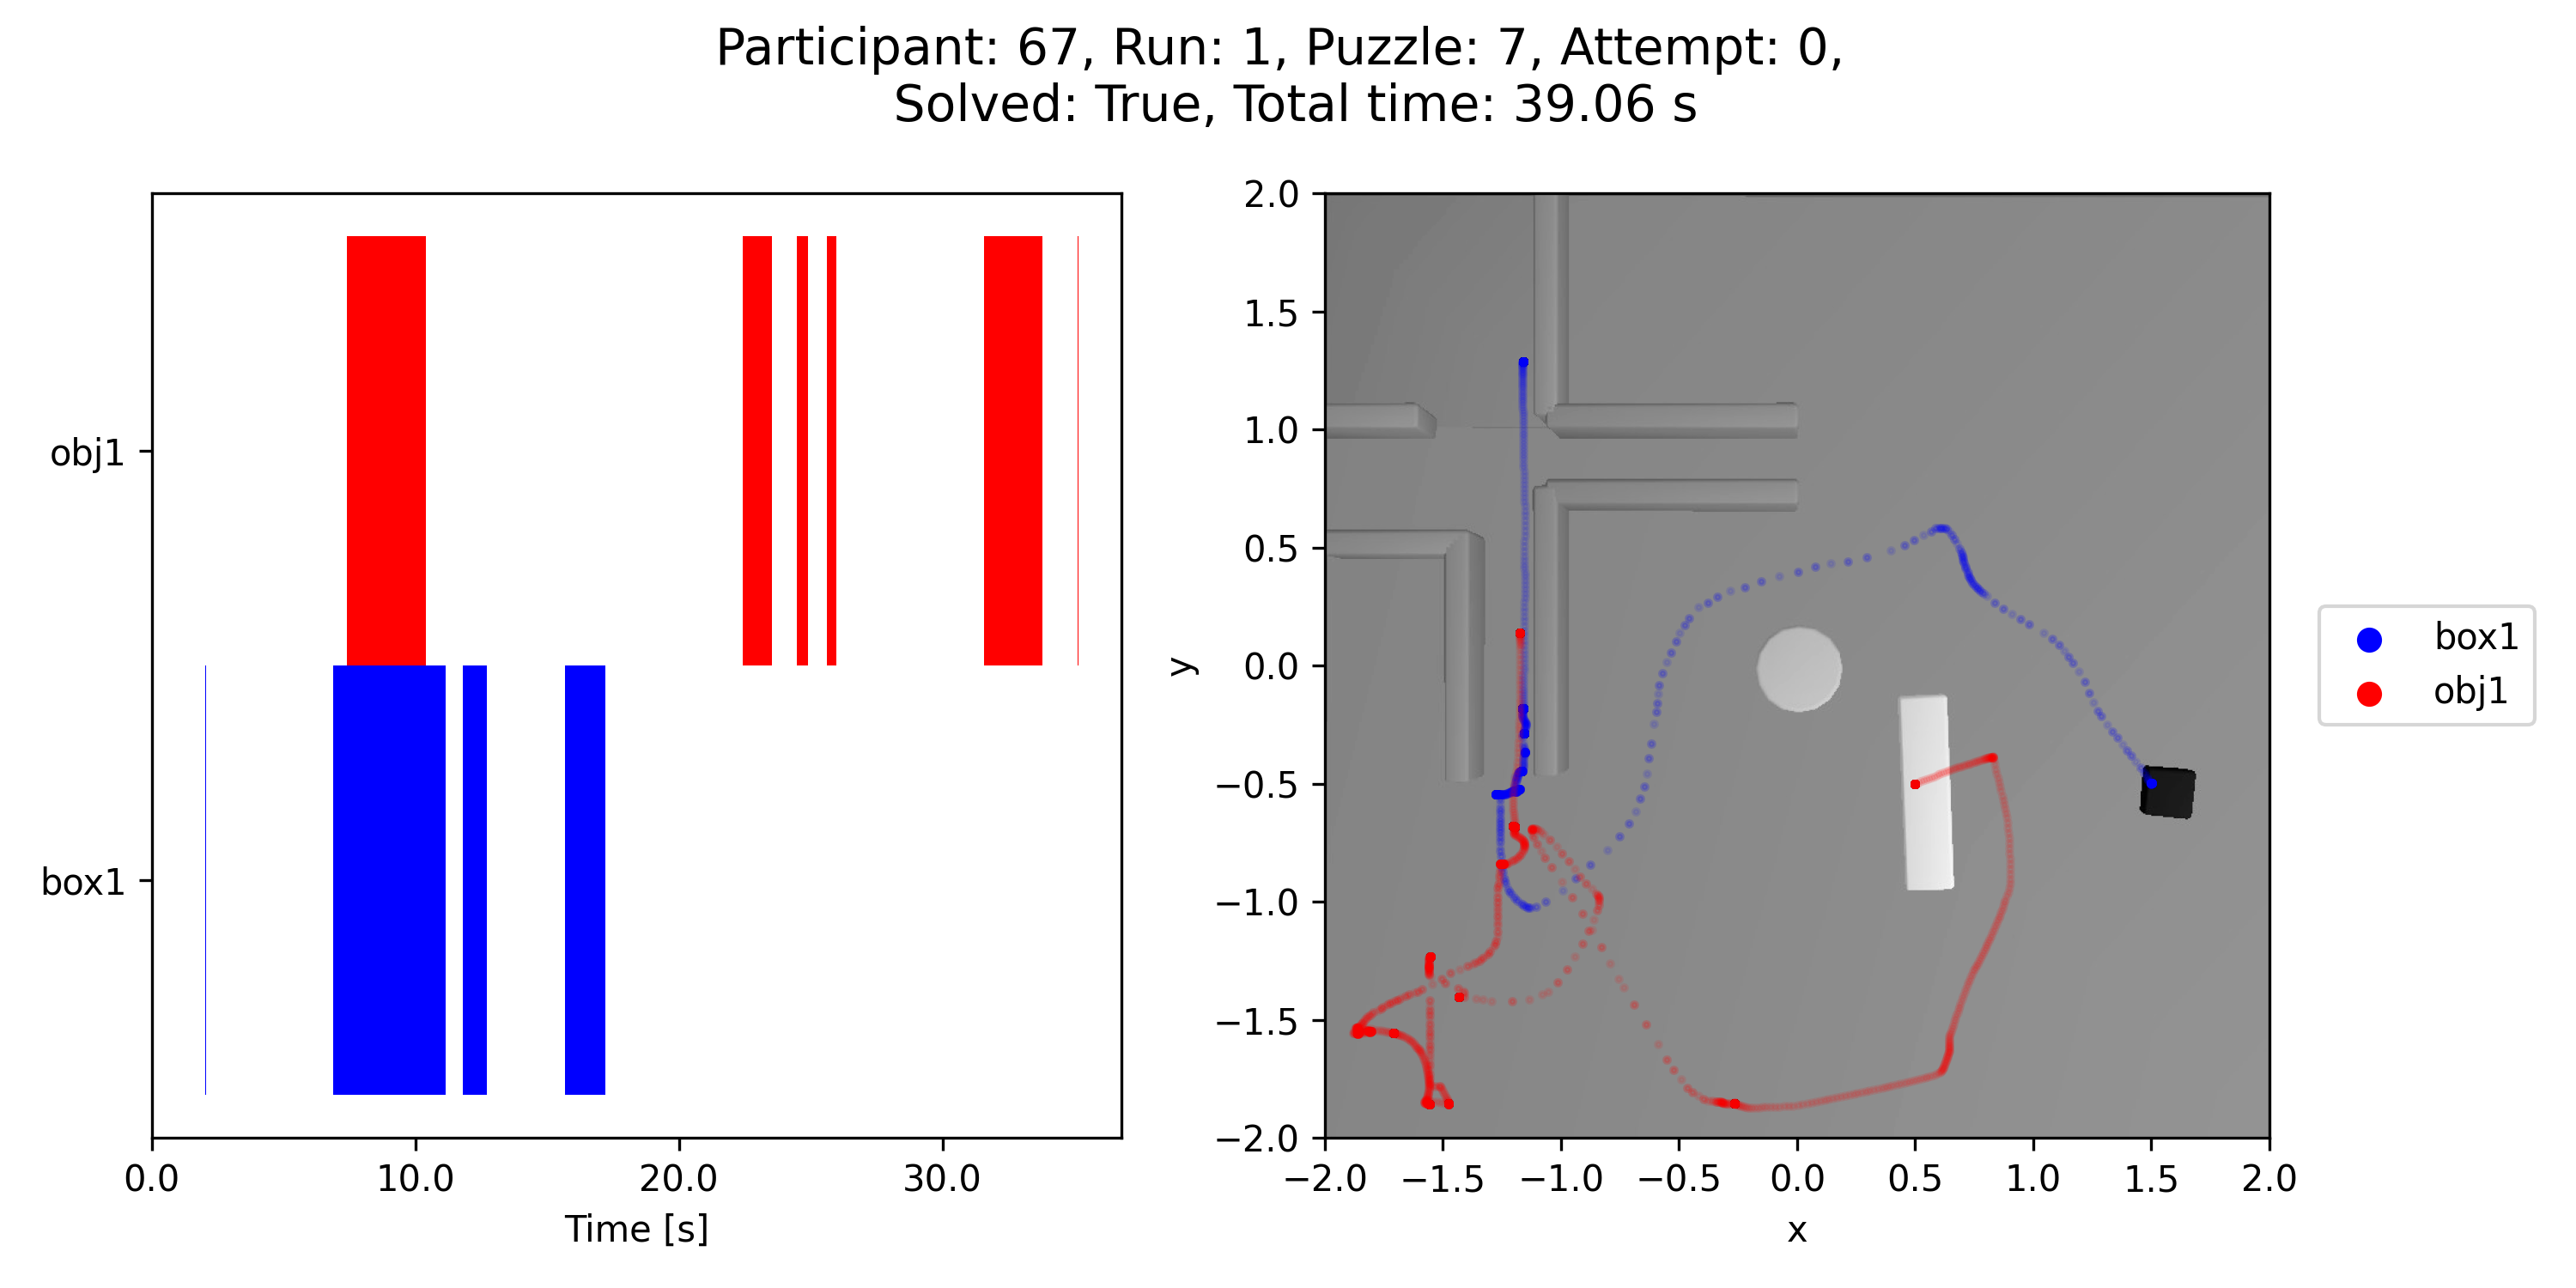 Participant: 67, Run: 1, Puzzle: 7, Attempt: 0,
Solved: True, Total time: 39.06 s
obj1
box1
0.0 10.0 20.0 30.0
Time [s]
2.0
1.5
1.0
0.5
0.0
−0.5
−1.0
−1.5
−2.0
y
−2.0 −1.5 −1.0 −0.5 0.0 0.5 1.0 1.5 2.0
x
box1
obj1